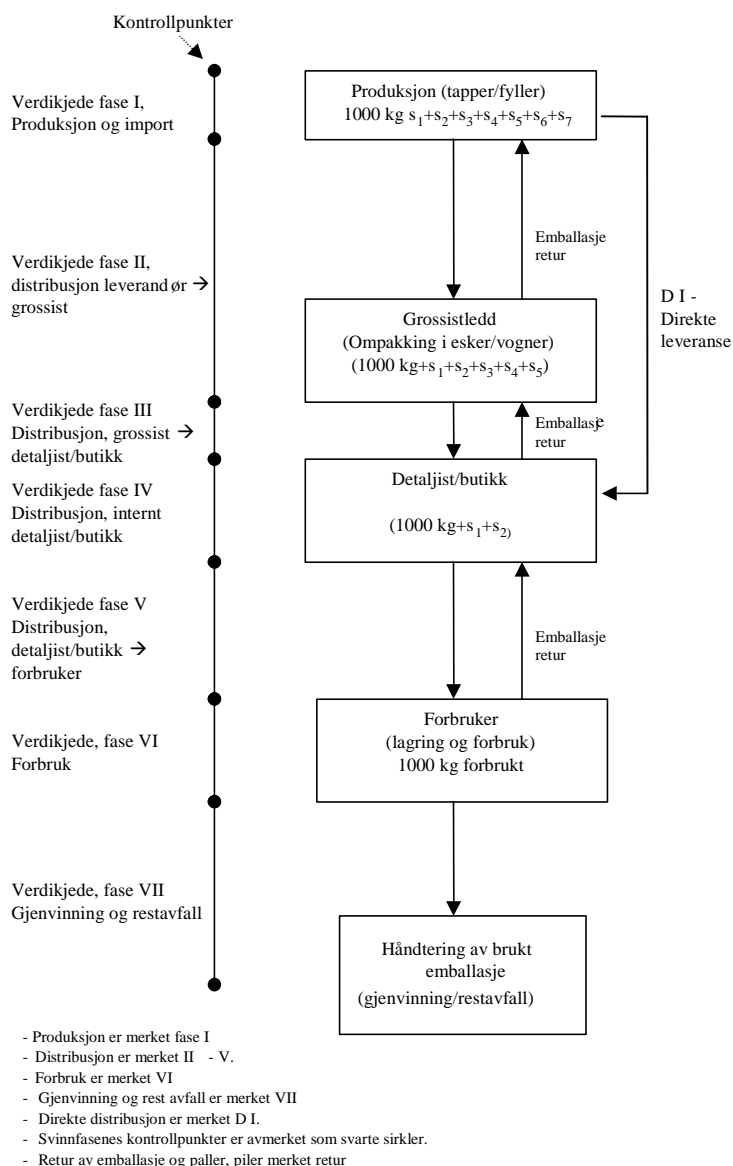 Kontrollpunkter
Verdikjede fase I,
Produksjon og import
Verdikjede fase II,
distribusjon leverand ør →
grossist
Verdikjede fase III
Distribusjon, grossist →
detaljist/butikk
Verdikjede fase IV
Distribusjon, internt
detaljist/butikk
Verdikjede fase V
Distribusjon,
detaljist/butikk →
forbruker
Verdikjede, fase VI
Forbruk
Verdikjede, fase VII
Gjenvinning og restavfall
Produksjon (tapper/fyller)
1000 kg s1+s2+s3+s4+s5+s6+s7
Emballasje
retur
Grossistledd
(Ompakking i esker/vogner)
(1000 kg+s1+s2+s3+s4+s5)
D I -
Direkte
leveranse
Emballasje
retur
Detaljist/butikk
(1000 kg+s1+s2)
Emballasje
retur
Forbruker
(lagring og forbruk)
1000 kg forbrukt
Håndtering av brukt
emballasje
(gjenvinning/restavfall)
- Produksjon er merket fase I
- Distribusjon er merket II - V.
- Forbruk er merket VI
- Gjenvinning og rest avfall er merket VII
- Direkte distribusjon er merket D I.
- Svinnfasenes kontrollpunkter er avmerket som svarte sirkler.
- Retur av emballasje og paller, piler merket retur